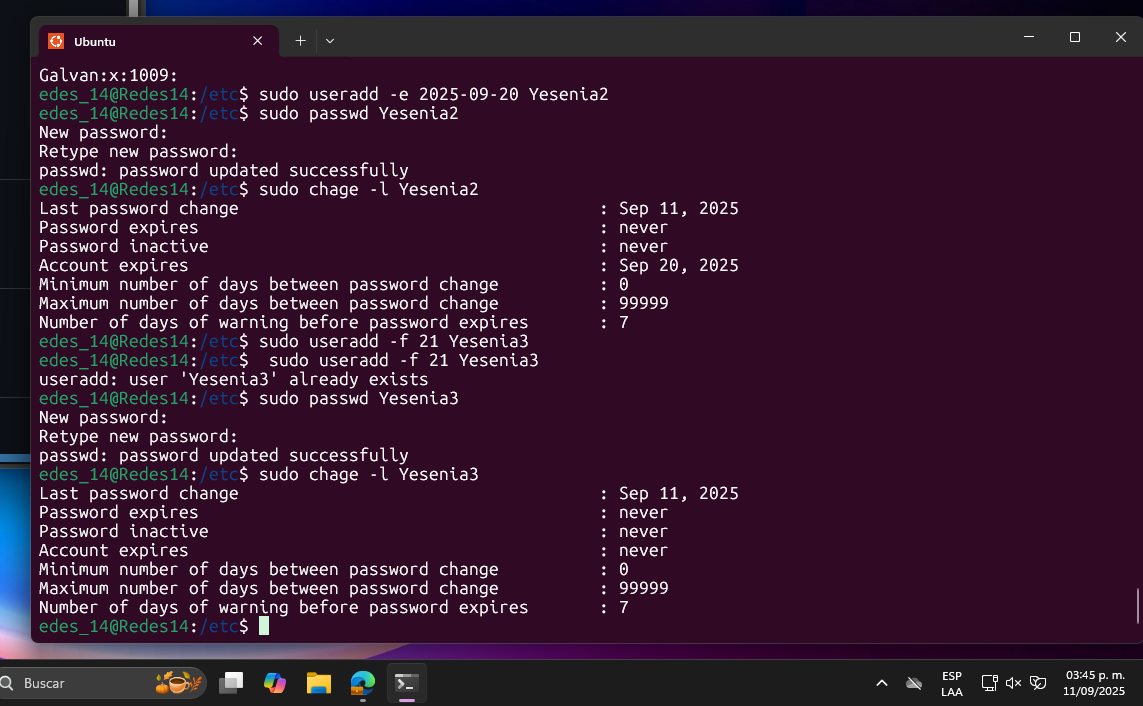 Ubuntu
Galvan:x:1009:
edes_14@Redes14:/etc$ sudo useradd -e 2025-09-20 Yesenia2
edes_14@Redes14:/etc$ sudo passwd Yesenia2
New password:
Retype new password:
passwd: password updated successfully
edes_14@Redes14:/etc$ sudo chage -l Yesenia2
Last password change : Sep 11, 2025
Password expires : never
Password inactive : never
Account expires : Sep 20, 2025
Minimum number of days between password change : 0
Maximum number of days between password change : 99999
Number of days of warning before password expires : 7
edes_14@Redes14:/etc$ sudo useradd -f 21 Yesenia3
edes_14@Redes14:/etc$  sudo useradd -f 21 Yesenia3
useradd: user 'Yesenia3' already exists
edes_14@Redes14:/etc$ sudo passwd Yesenia3
New password:
Retype new password:
passwd: password updated successfully
edes_14@Redes14:/etc$ sudo chage -l Yesenia3
Last password change : Sep 11, 2025
Password expires : never
Password inactive : never
Account expires : never
Minimum number of days between password change : 0
Maximum number of days between password change : 99999
Number of days of warning before password expires : 7
edes_14@Redes14:/etc$
Buscar
ESP
LAA
03:45 p. m.
11/09/2025